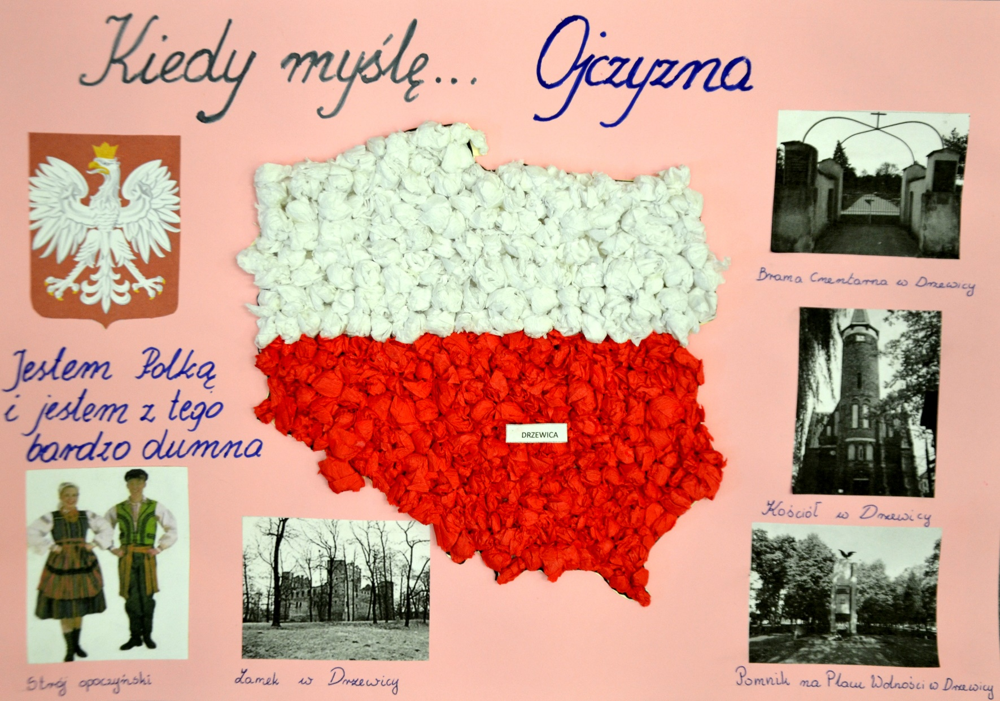 Kiedy myślę... Ojczyzna
Jestem Polką
i jestem z tego
bardzo dumna
DRZEWICA
Brama Cmentarna w Drzewicy
Kościół w Drzewicy
Strój opoczyński
Zamek w Drzewicy
Pomnik na Placu Wolności w Drzewicy